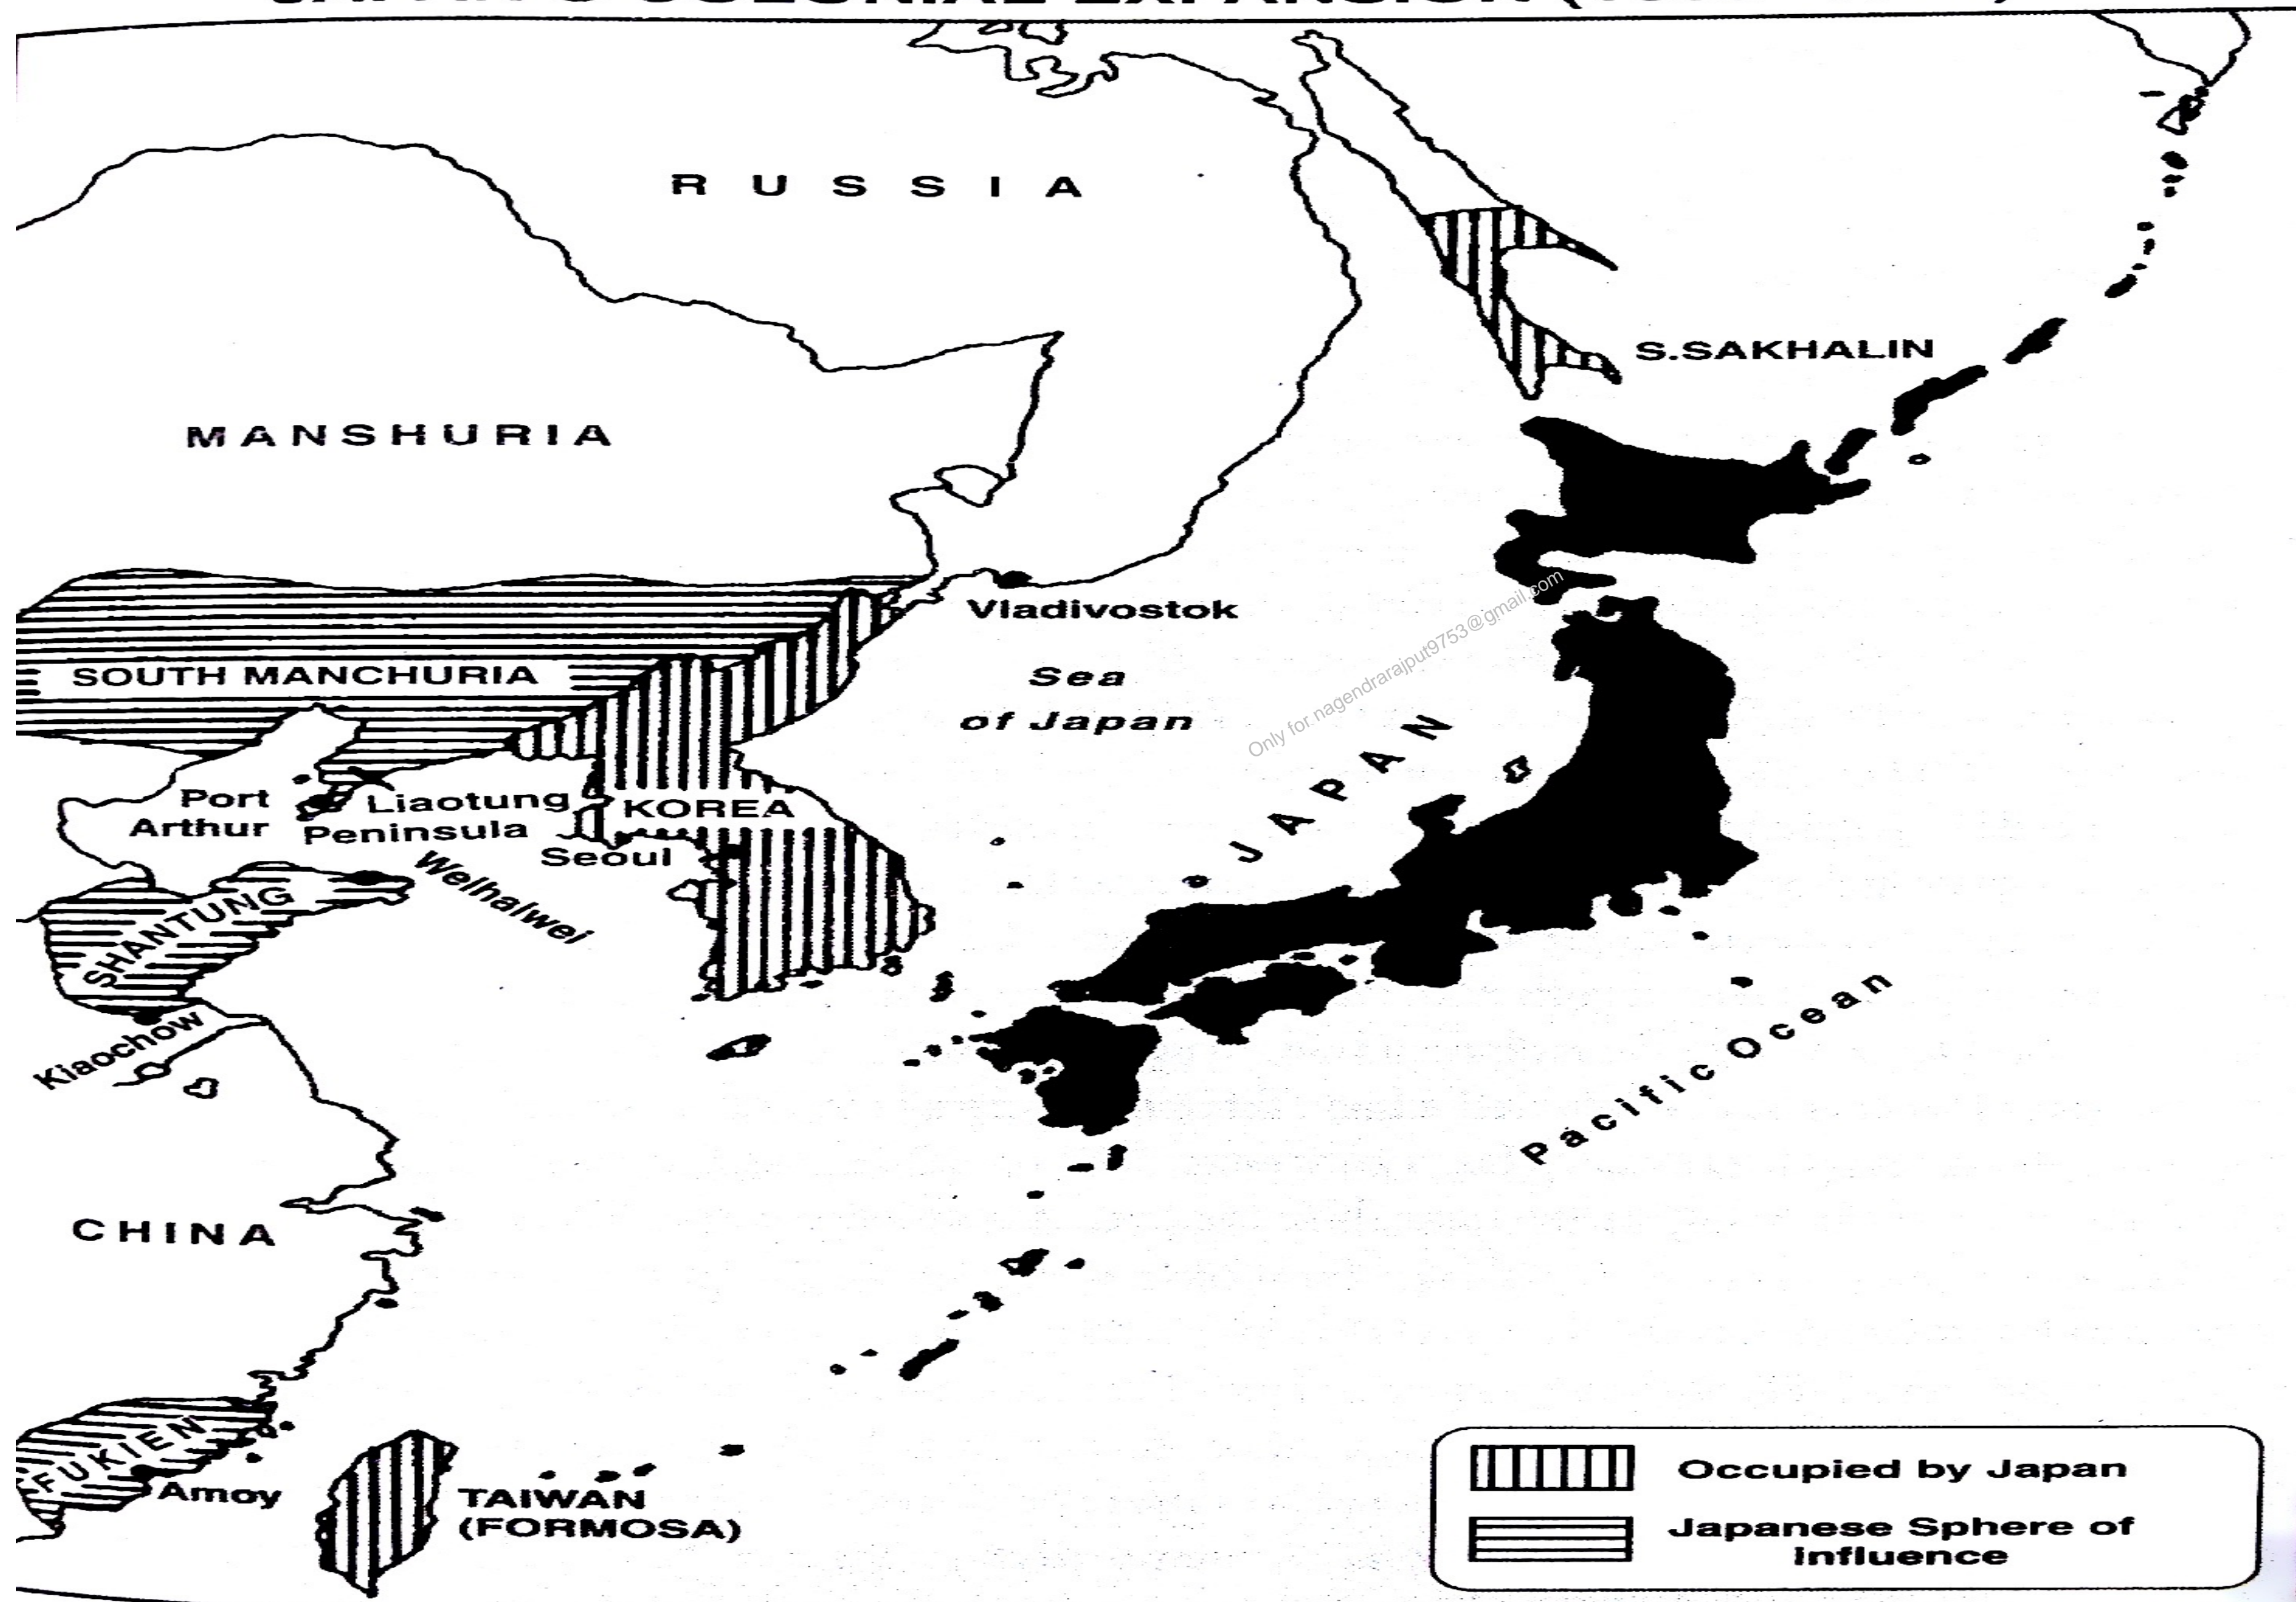 RUSSIA
S.SAKHALIN
MANSHURIA
Vladivostok
SOUTH MANCHURIA
Sea
of Japan
JAPAN
Only for nagendrarajput9753@gmail.com
Port
Arthur
Liaotung
Peninsula
KOREA
Seoul
Welhaiwei
SHANTUNG
Kiaochow
Pacific Ocean
CHINA
FUKIEN
Amoy
TAIWAN
(FORMOSA)
Occupied by Japan
Japanese Sphere of
influence